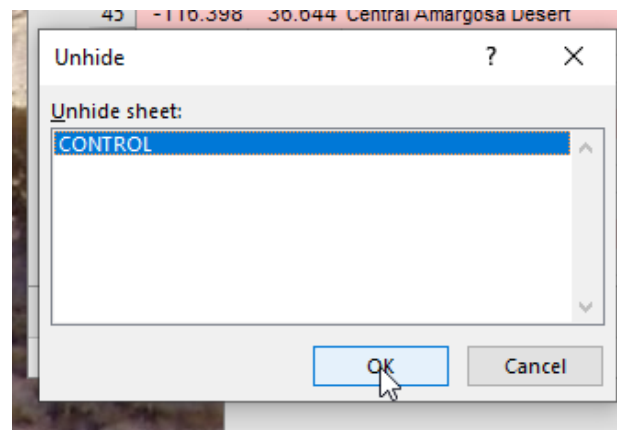 45 -116.398 36.644 Central Amargosa Desert
Unhide ?
Unhide sheet:
CONTROL
OK Cancel